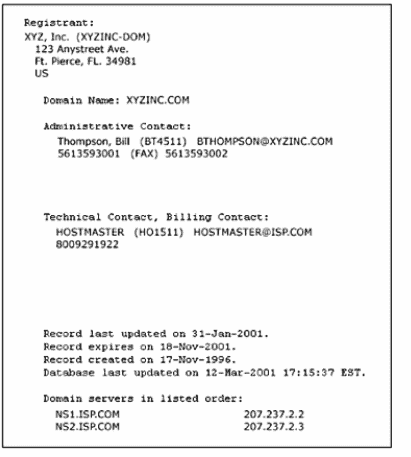 Registrant:
XYZ, Inc. (XYZINC-DOM)
123 Anystreet Ave.
Ft. Pierce, FL. 34981
US
Domain Name: XYZINC.COM
Administrative Contact:
Thompson, Bill (BT4511) BTHOMPSON@XYZINC.COM
5613593001 (FAX) 5613593002
Technical Contact, Billing Contact:
HOSTMASTER (HO1511) HOSTMASTER@ISP.COM
8009291922
Record last updated on 31-Jan-2001.
Record expires on 18-Nov-2001.
Record created on 17-Nov-1996.
Database last updated on 12-Mar-2001 17:15:37 EST.
Domain servers in listed order:
NS1.ISP.COM 207.237.2.2
NS2.ISP.COM 207.237.2.3